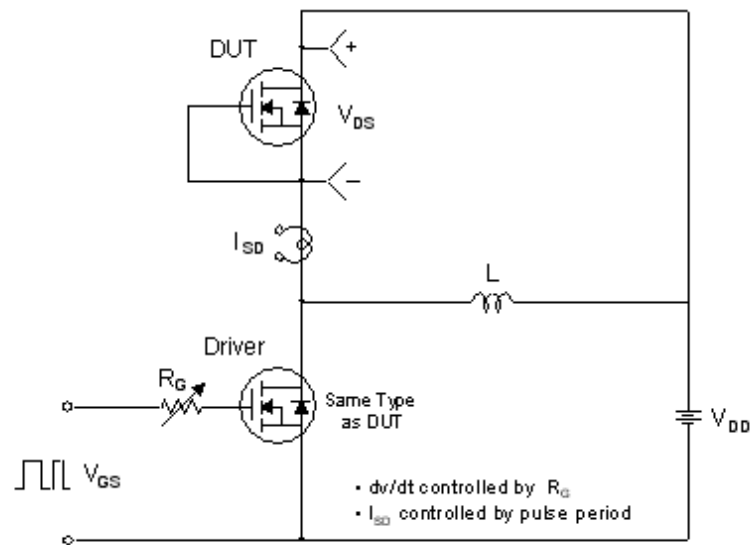 DUT
+
V_DS
−
I_SD
L
Driver
R_G
Same Type
as DUT
V_DD
V_GS
• dv/dt controlled by R_G
• I_SD controlled by pulse period